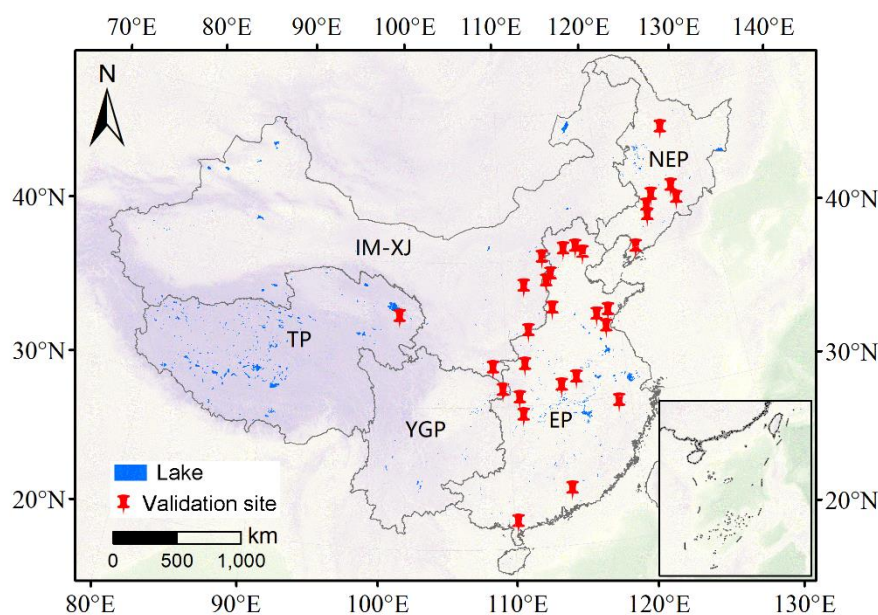 70°E 80°E 90°E 100°E 110°E 120°E 130°E 140°E
N
NEP
40°N 40°N
IM-XJ
TP
30°N 30°N
YGP
EP
Lake
Validation site
20°N 20°N
km
0 500 1,000
80°E 90°E 100°E 110°E 120°E 130°E